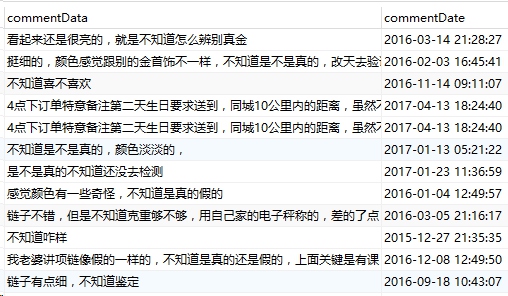 commentData commentDate
看起来还是很亮的，就是不知道怎么辨别真金 2016-03-14 21:28:27
挺细的，颜色感觉跟别的金首饰不一样，不知道是不是真的，改天去验 2016-02-03 16:45:41
不知道喜不喜欢 2016-11-14 09:11:07
4点下订单特意备注第二天生日要求送到，同城10公里内的距离，虽然 2017-04-13 18:24:40
4点下订单特意备注第二天生日要求送到，同城10公里内的距离，虽然 2017-04-13 18:24:40
不知道是不是真的，颜色淡淡的， 2017-01-13 05:21:22
是不是真的不知道还没去检测 2017-01-23 11:36:59
感觉颜色有一些奇怪，不知道是真的假的 2016-01-04 12:49:57
链子不错，但是不知道克重够不够，用自己家的电子秤称的，差的了点 2016-03-05 21:16:17
不知道咋样 2015-12-27 21:35:35
我老婆讲项链像假的一样的，不知道是真的还是假的，上面关键是有课 2016-12-08 12:49:50
链子有点细，不知道鉴定 2016-09-18 10:43:07